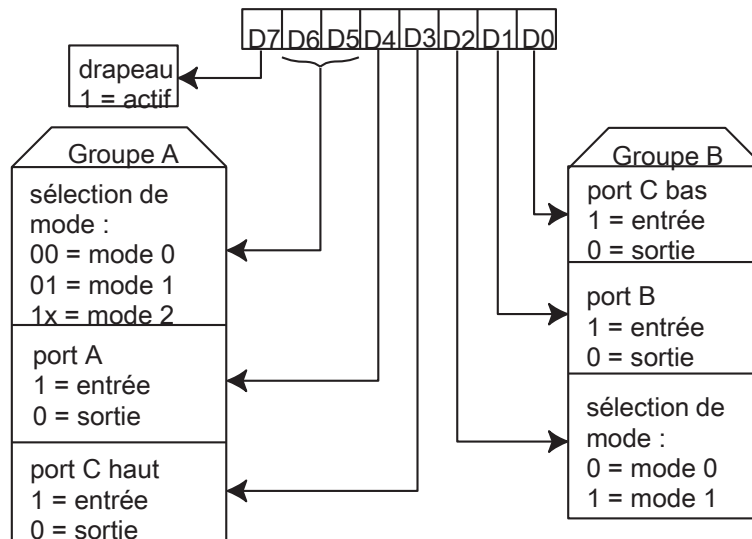 D7 D6 D5 D4 D3 D2 D1 D0
drapeau
1 = actif
Groupe A
sélection de
mode :
00 = mode 0
01 = mode 1
1x = mode 2
port A
1 = entrée
0 = sortie
port C haut
1 = entrée
0 = sortie
Groupe B
port C bas
1 = entrée
0 = sortie
port B
1 = entrée
0 = sortie
sélection de
mode :
0 = mode 0
1 = mode 1